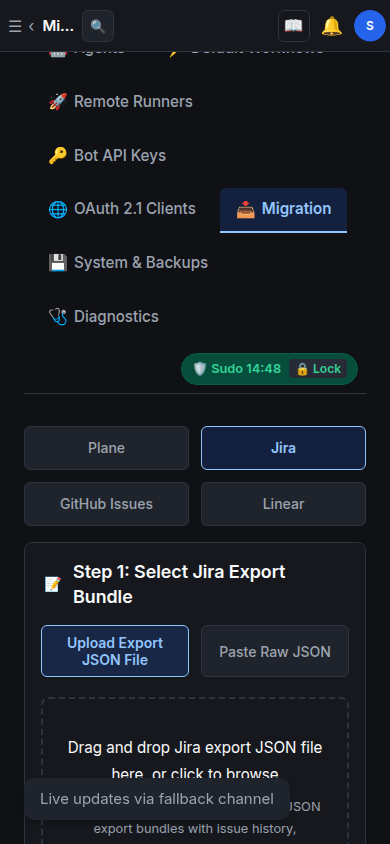 Mi...
S
Agents
Default Workflows
Remote Runners
Bot API Keys
OAuth 2.1 Clients
Migration
System & Backups
Diagnostics
Sudo 14:48
Lock
Plane
Jira
GitHub Issues
Linear
Step 1: Select Jira Export
Bundle
Upload Export
JSON File
Paste Raw JSON
Drag and drop Jira export JSON file
here, or click to browse
Live updates via fallback channel
JSON
export bundles with issue history,